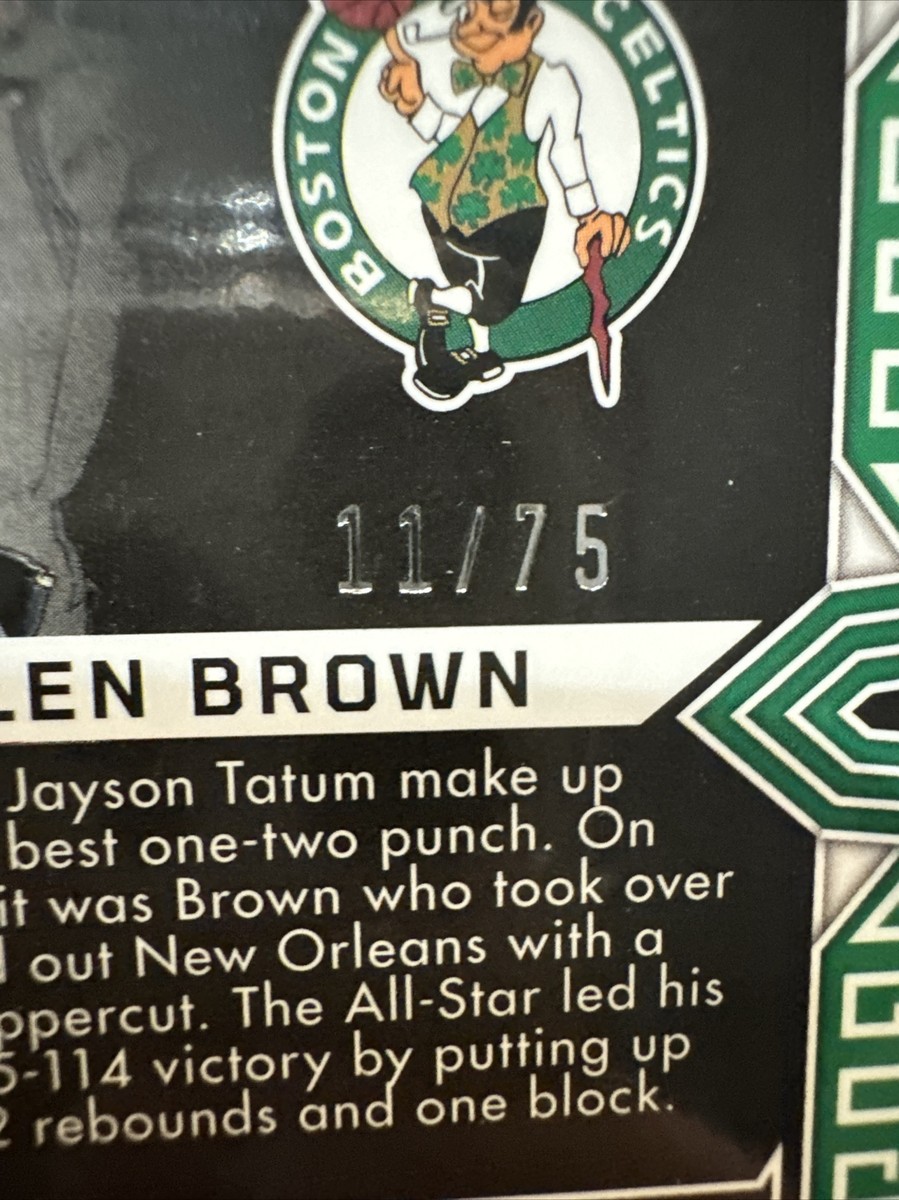 BOSTON CELTICS
11/75
LEN BROWN
Jayson Tatum make up
best one-two punch. On
it was Brown who took over
out New Orleans with a
ppercut. The All-Star led his
5-114 victory by putting up
2 rebounds and one block.